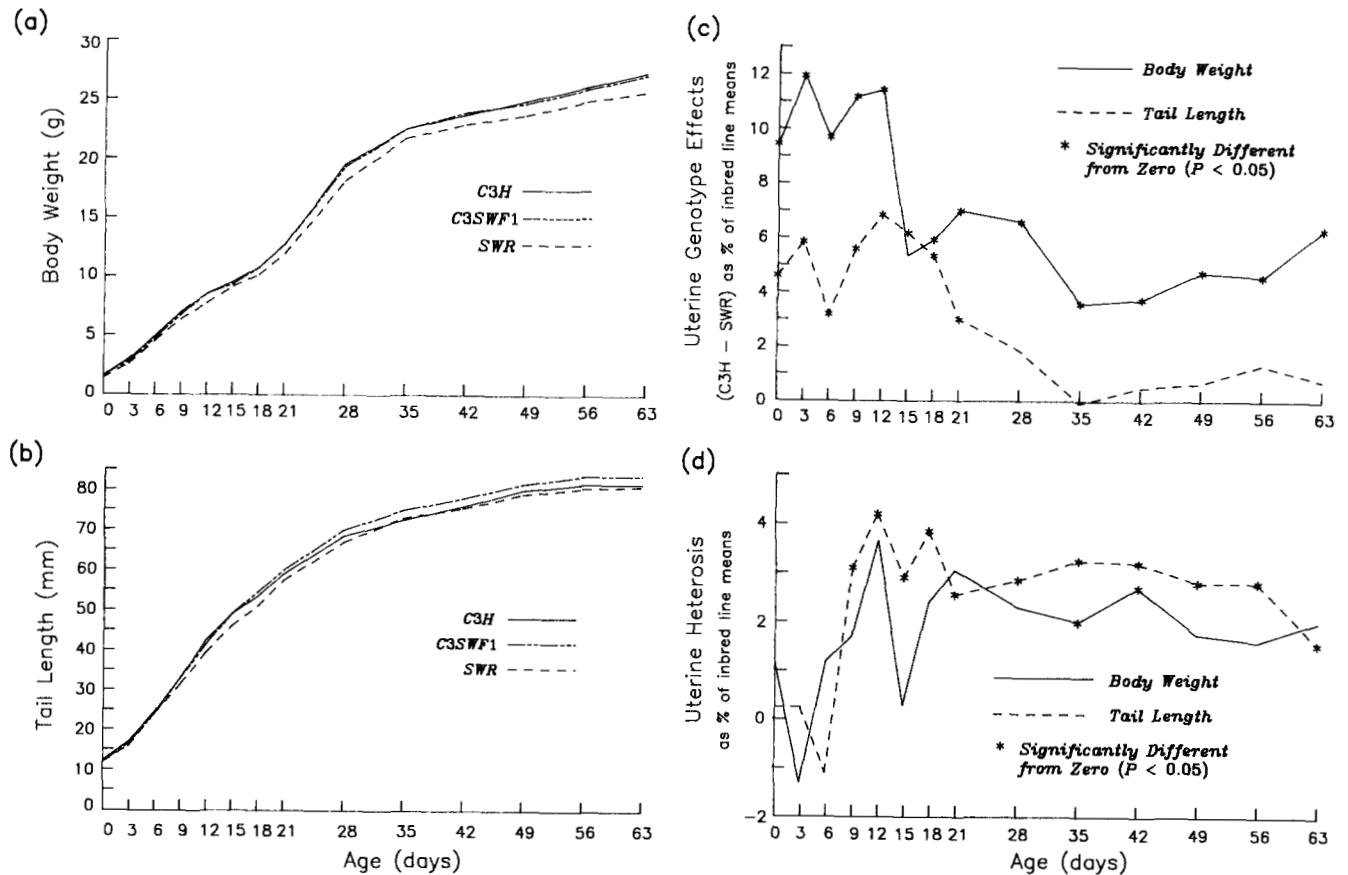 (a)
Body Weight (g)
30
25
20
15
10
5
0
C3H
C3SWF1
SWR
0 3 6 9 12 15 18 21 28 35 42 49 56 63
(b)
Tail Length (mm)
80
70
60
50
40
30
20
10
0
C3H
C3SWF1
SWR
0 3 6 9 12 15 18 21 28 35 42 49 56 63
Age (days)
(c)
Uterine Genotype Effects
(C3H – SWR) as % of inbred line means
12
10
8
6
4
2
0
Body Weight
Tail Length
* Significantly Different
from Zero (P < 0.05)
0 3 6 9 12 15 18 21 28 35 42 49 56 63
(d)
Uterine Heterosis
as % of inbred line means
4
2
0
-2
Body Weight
Tail Length
* Significantly Different
from Zero (P < 0.05)
0 3 6 9 12 15 18 21 28 35 42 49 56 63
Age (days)